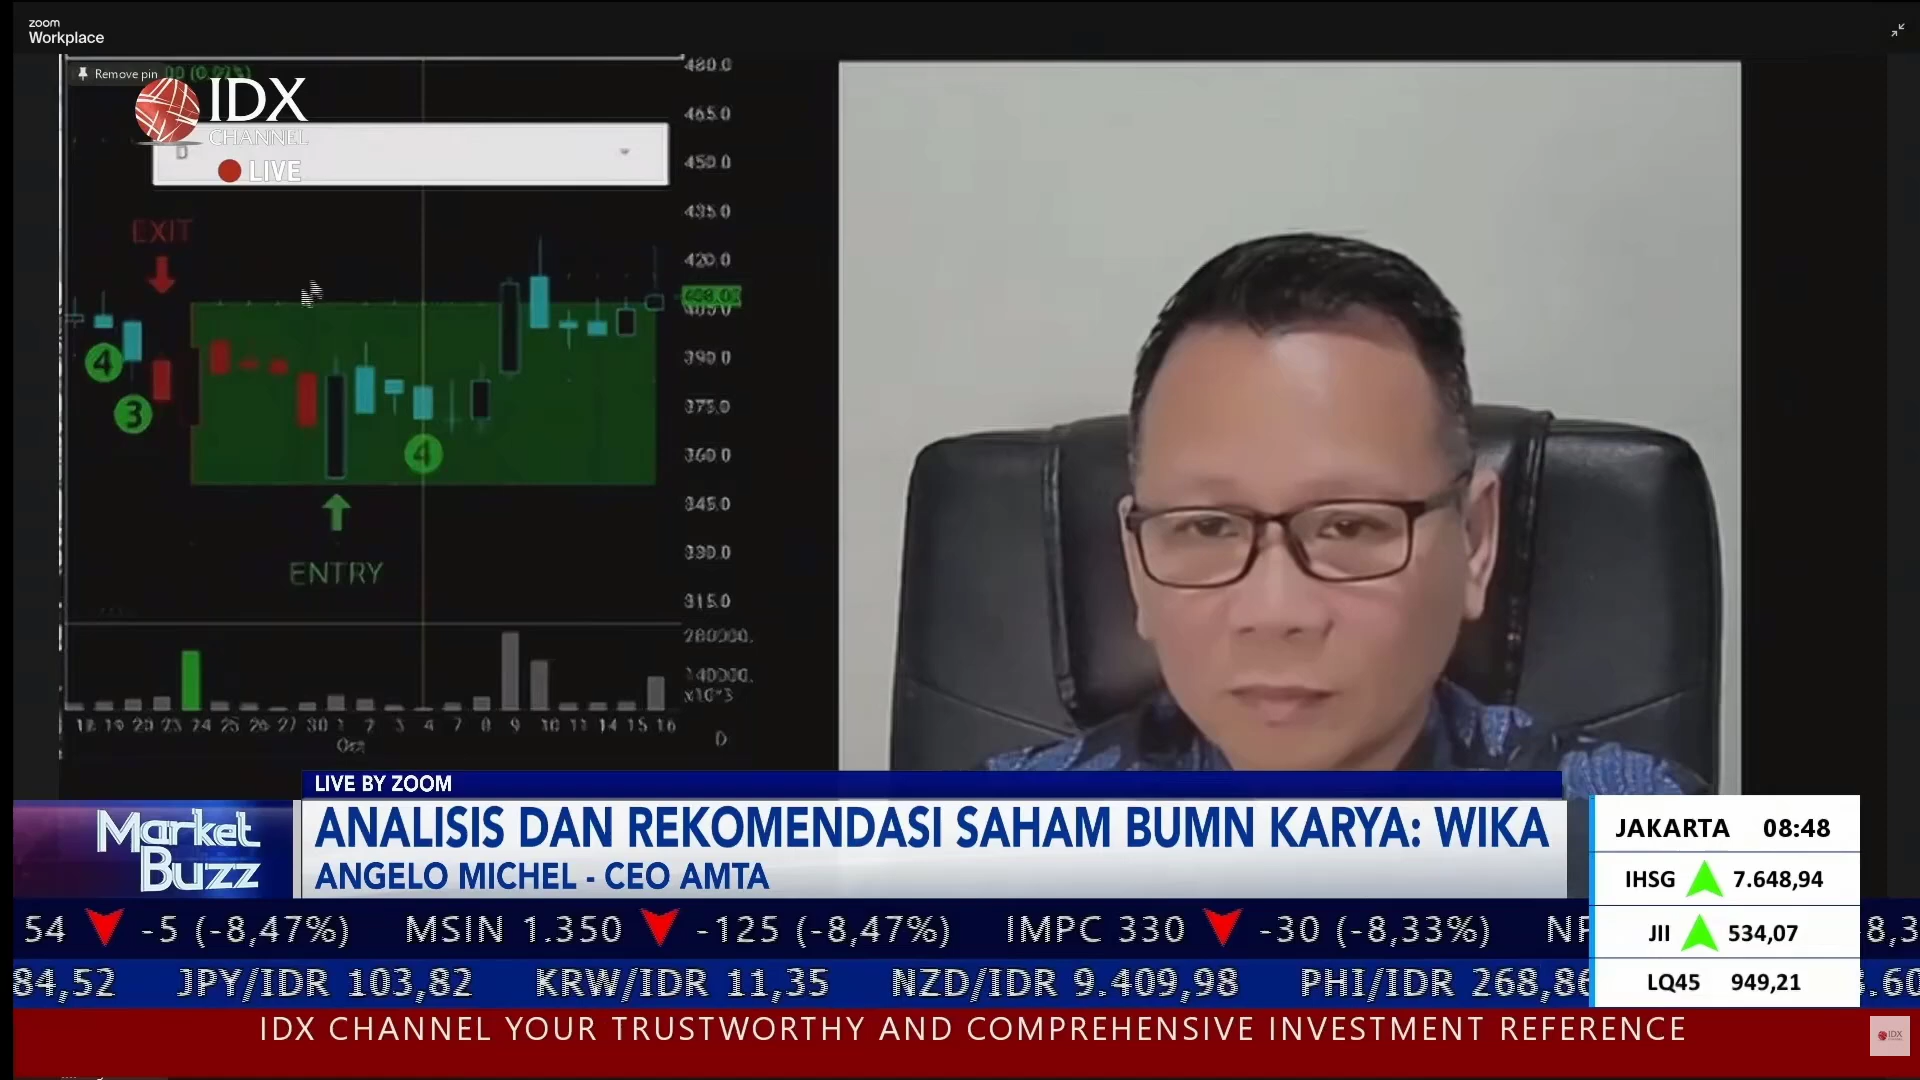 zoom
Workplace
Remove pin
IDX
CHANNEL
LIVE
EXIT
4
3
4
ENTRY
480.0
465.0
450.0
435.0
420.0
408.0
405.0
390.0
375.0
360.0
345.0
330.0
315.0
280000.
140000.
x10^3
18 19 20 23 24 25 26 27 30 1 2 3 4 7 8 9 10 11 14 15 16
Oct
D
LIVE BY ZOOM
Market
Buzz
ANALISIS DAN REKOMENDASI SAHAM BUMN KARYA: WIKA
ANGELO MICHEL - CEO AMTA
JAKARTA 08:48
IHSG 7.648,94
JII 534,07
LQ45 949,21
54 -5 (-8,47%) MSIN 1.350 -125 (-8,47%) IMPC 330 -30 (-8,33%)
84,52 JPY/IDR 103,82 KRW/IDR 11,35 NZD/IDR 9.409,98 PHI/IDR 268,86
IDX CHANNEL YOUR TRUSTWORTHY AND COMPREHENSIVE INVESTMENT REFERENCE
IDX